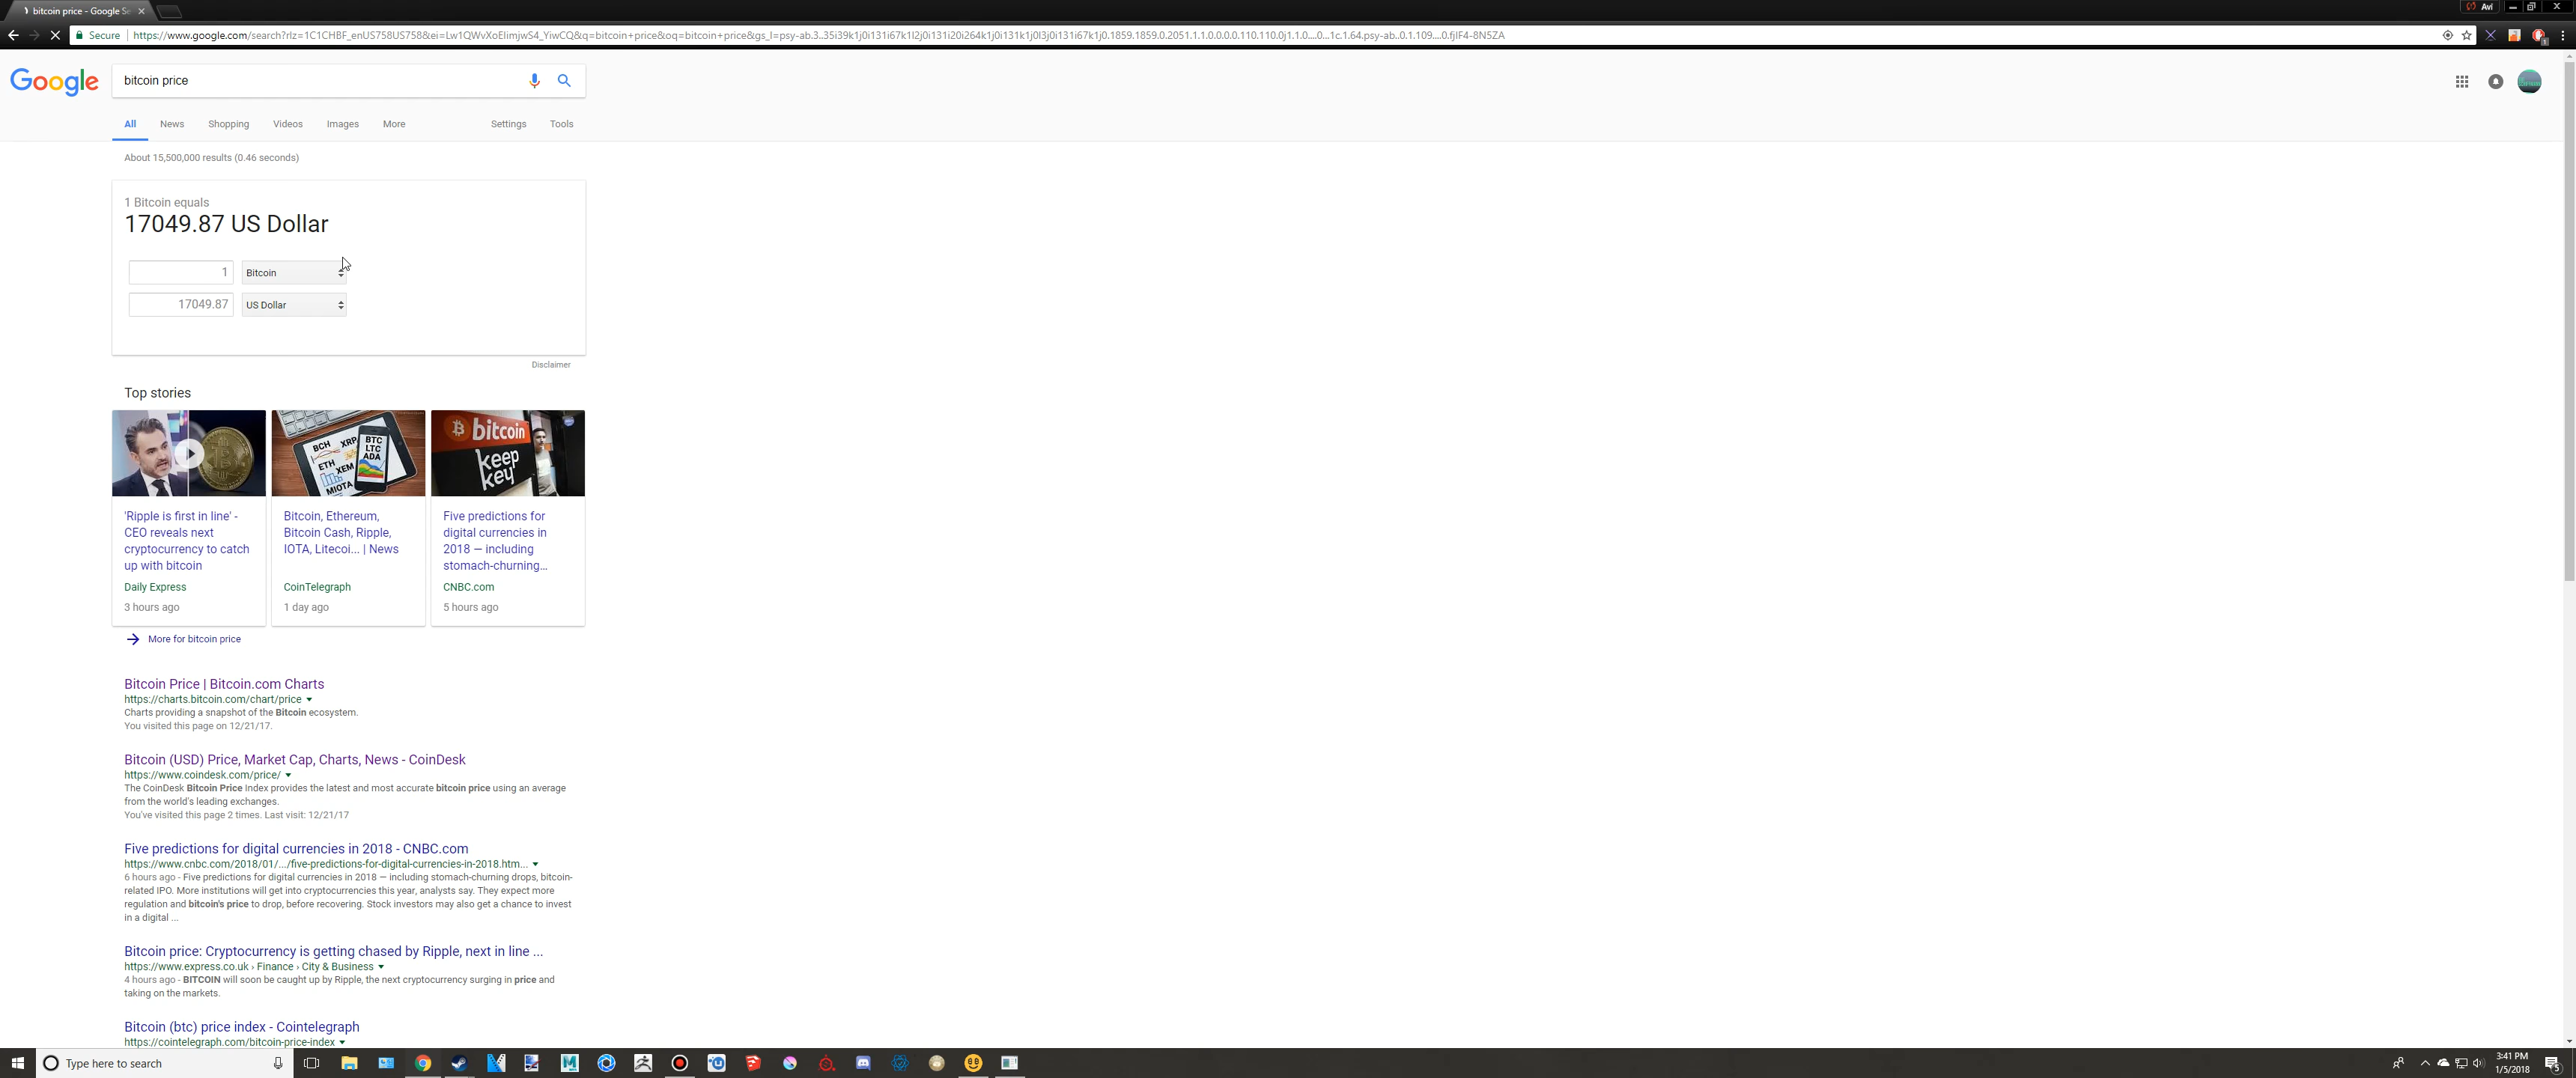 bitcoin price - Google Se
Avi
Secure https://www.google.com/search?rlz=1C1CHBF_enUS758US758&ei=Lw1QWvXoElimjwS4_YiwCQ&q=bitcoin+price&oq=bitcoin+price&gs_l=psy-ab.3..35i39k1j0i131i67k1l2j0i131i20i264k1j0i131k1j0l3j0i131i67k1j0.1859.1859.0.2051.1.1.0.0.0.0.110.110.0j1.1.0....0...1c.1.64.psy-ab..0.1.109....0.fjIF4-8N5ZA
Google
bitcoin price
All News Shopping Videos Images More Settings Tools
About 15,500,000 results (0.46 seconds)
1 Bitcoin equals
17049.87 US Dollar
1 Bitcoin
17049.87 US Dollar
Disclaimer
Top stories
BCH XRP BTC LTC ADA ETH XEM MIOTA
bitcoin
keep key
'Ripple is first in line' -
CEO reveals next
cryptocurrency to catch
up with bitcoin
Daily Express
3 hours ago
Bitcoin, Ethereum,
Bitcoin Cash, Ripple,
IOTA, Litecoi... | News
CoinTelegraph
1 day ago
Five predictions for
digital currencies in
2018 — including
stomach-churning...
CNBC.com
5 hours ago
More for bitcoin price
Bitcoin Price | Bitcoin.com Charts
https://charts.bitcoin.com/chart/price
Charts providing a snapshot of the Bitcoin ecosystem.
You visited this page on 12/21/17.
Bitcoin (USD) Price, Market Cap, Charts, News - CoinDesk
https://www.coindesk.com/price/
The CoinDesk Bitcoin Price Index provides the latest and most accurate bitcoin price using an average
from the world's leading exchanges.
You've visited this page 2 times. Last visit: 12/21/17
Five predictions for digital currencies in 2018 - CNBC.com
https://www.cnbc.com/2018/01/.../five-predictions-for-digital-currencies-in-2018.htm...
6 hours ago - Five predictions for digital currencies in 2018 — including stomach-churning drops, bitcoin-
related IPO. More institutions will get into cryptocurrencies this year, analysts say. They expect more
regulation and bitcoin's price to drop, before recovering. Stock investors may also get a chance to invest
in a digital ...
Bitcoin price: Cryptocurrency is getting chased by Ripple, next in line ...
https://www.express.co.uk › Finance › City & Business
4 hours ago - BITCOIN will soon be caught up by Ripple, the next cryptocurrency surging in price and
taking on the markets.
Bitcoin (btc) price index - Cointelegraph
https://cointelegraph.com/bitcoin-price-index
Type here to search
3:41 PM
1/5/2018
5